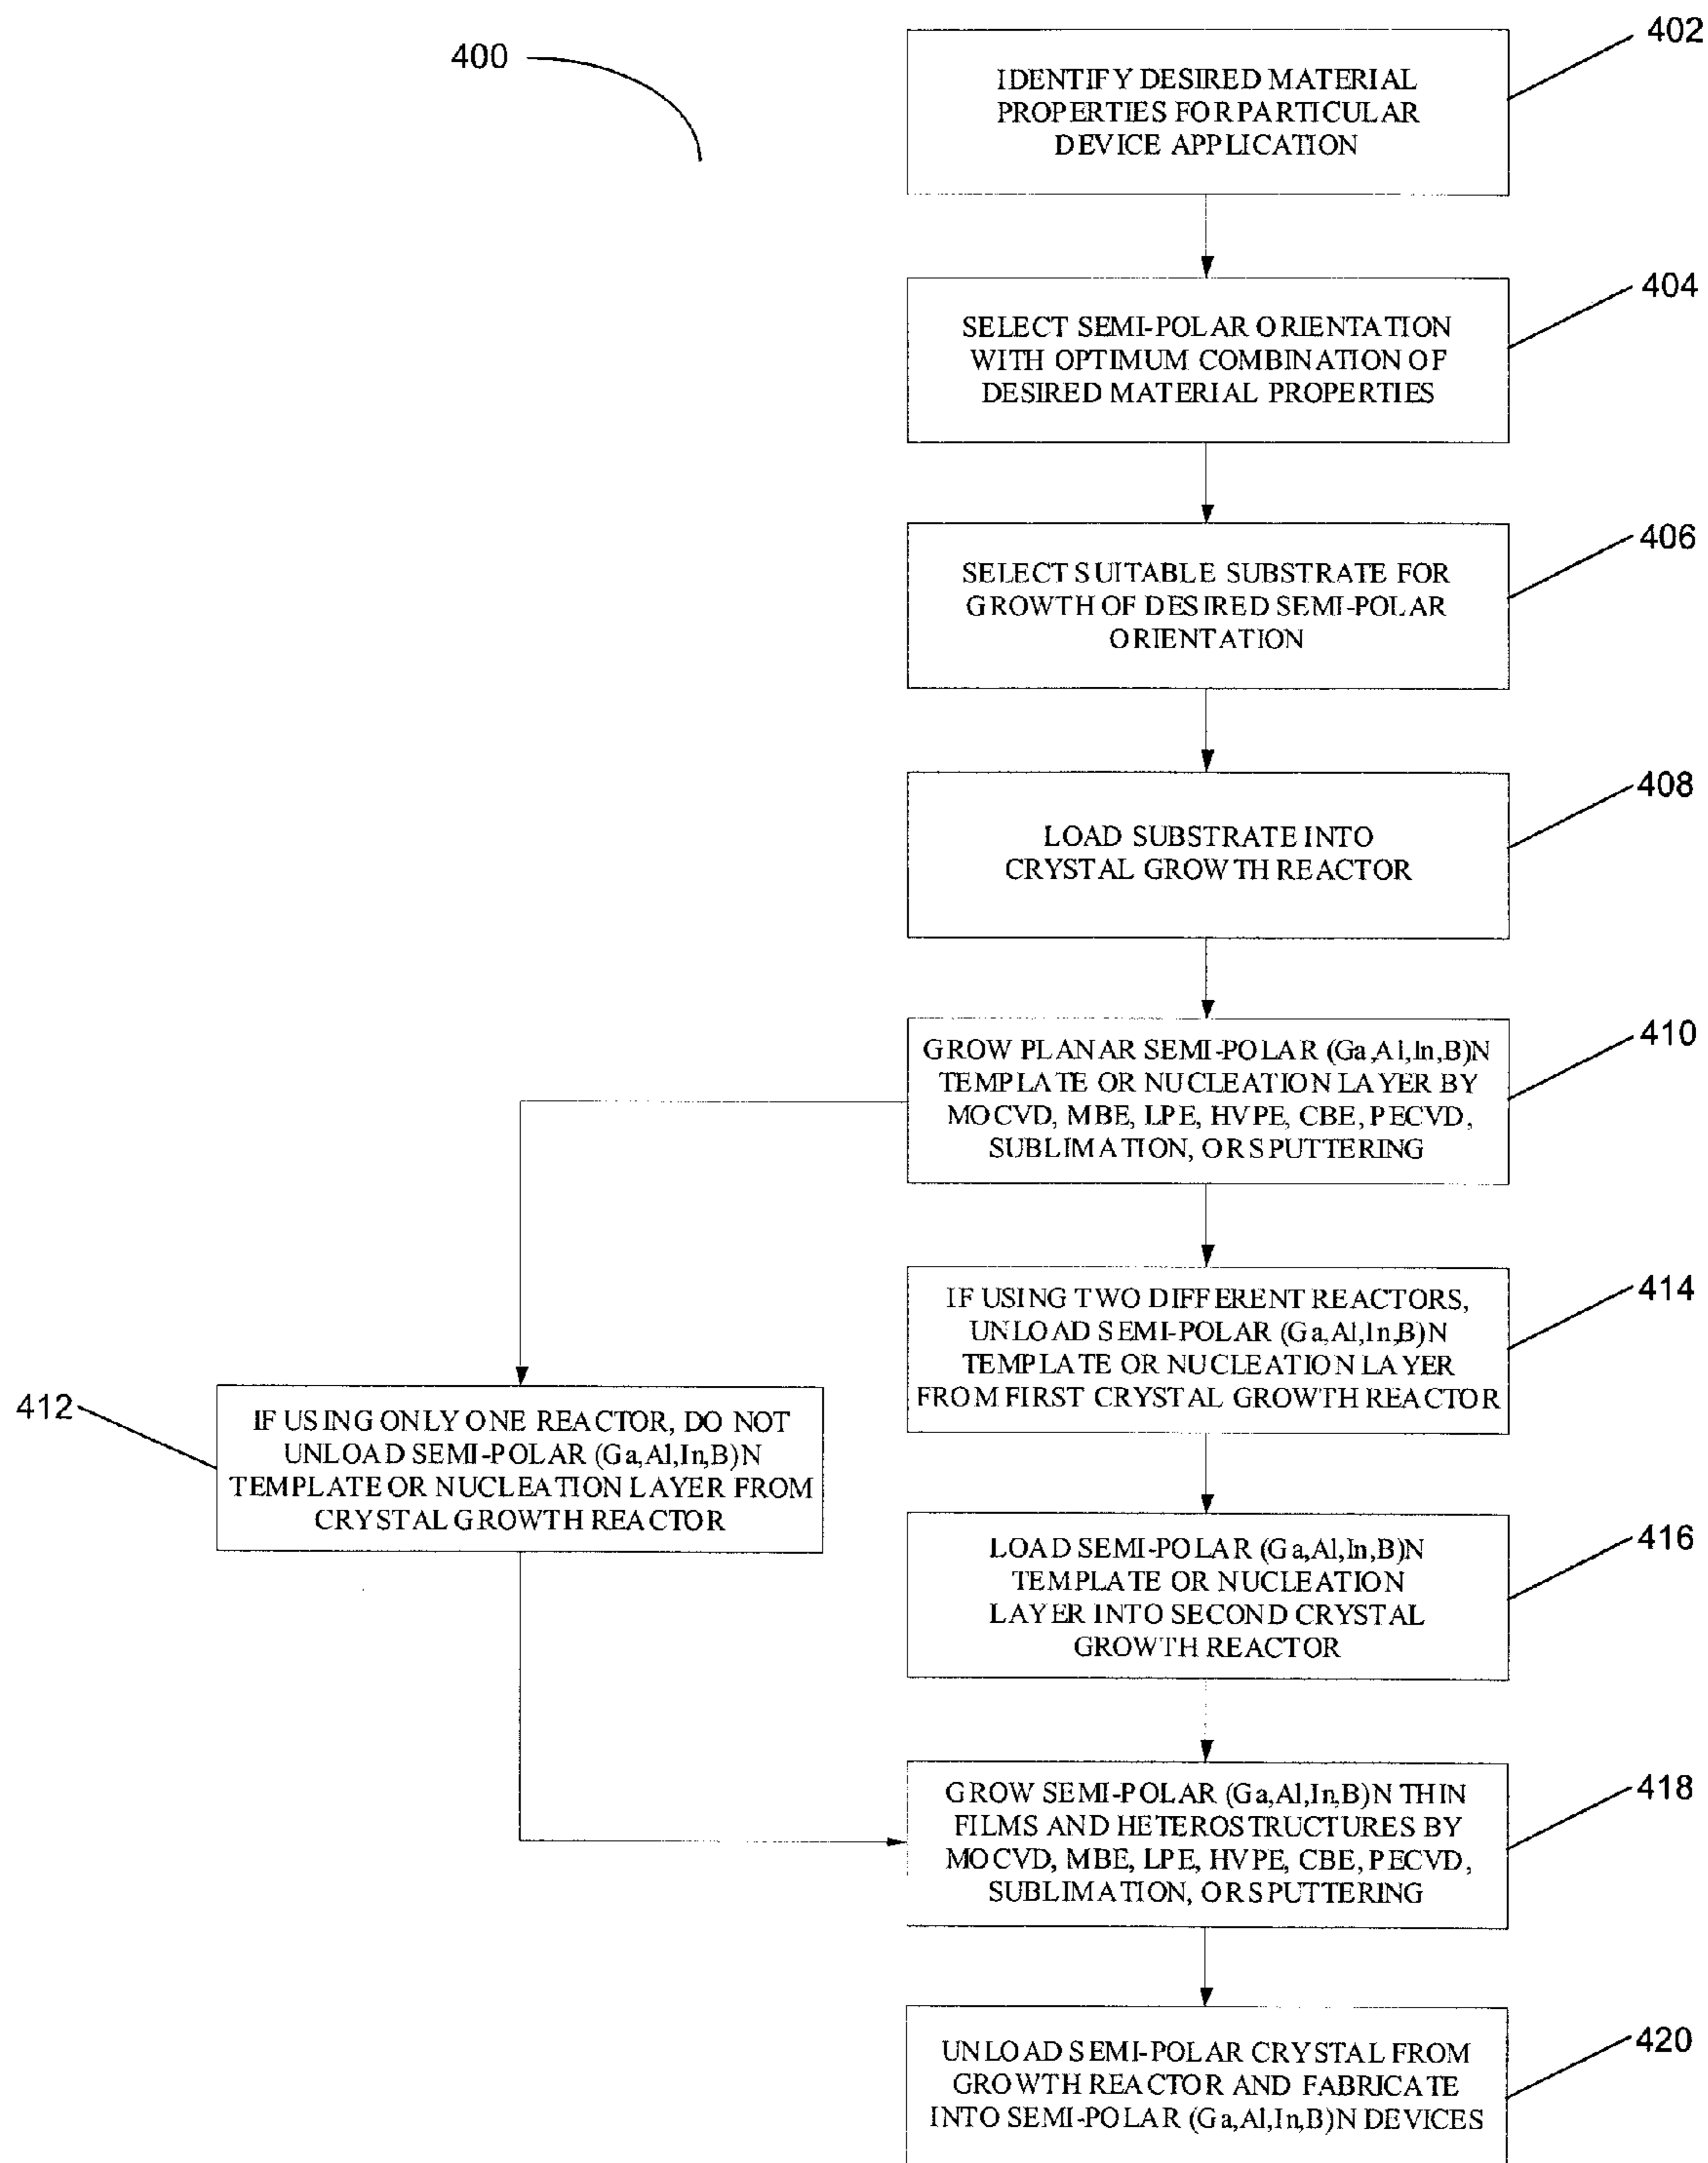 400
402
IDENTIFY DESIRED MATERIAL
PROPERTIES FOR PARTICULAR
DEVICE APPLICATION
404
SELECT SEMI-POLAR ORIENTATION
WITH OPTIMUM COMBINATION OF
DESIRED MATERIAL PROPERTIES
406
SELECT SUITABLE SUBSTRATE FOR
GROWTH OF DESIRED SEMI-POLAR
ORIENTATION
408
LOAD SUBSTRATE INTO
CRYSTAL GROWTH REACTOR
410
GROW PLANAR SEMI-POLAR (Ga,Al,In,B)N
TEMPLATE OR NUCLEATION LAYER BY
MOCVD, MBE, LPE, HVPE, CBE, PECVD,
SUBLIMATION, OR SPUTTERING
414
IF USING TWO DIFFERENT REACTORS,
UNLOAD SEMI-POLAR (Ga,Al,In,B)N
TEMPLATE OR NUCLEATION LAYER
FROM FIRST CRYSTAL GROWTH REACTOR
412
IF USING ONLY ONE REACTOR, DO NOT
UNLOAD SEMI-POLAR (Ga,Al,In,B)N
TEMPLATE OR NUCLEATION LAYER FROM
CRYSTAL GROWTH REACTOR
416
LOAD SEMI-POLAR (Ga,Al,In,B)N
TEMPLATE OR NUCLEATION
LAYER INTO SECOND CRYSTAL
GROWTH REACTOR
418
GROW SEMI-POLAR (Ga,Al,In,B)N THIN
FILMS AND HETEROSTRUCTURES BY
MOCVD, MBE, LPE, HVPE, CBE, PECVD,
SUBLIMATION, OR SPUTTERING
420
UNLOAD SEMI-POLAR CRYSTAL FROM
GROWTH REACTOR AND FABRICATE
INTO SEMI-POLAR (Ga,Al,In,B)N DEVICES